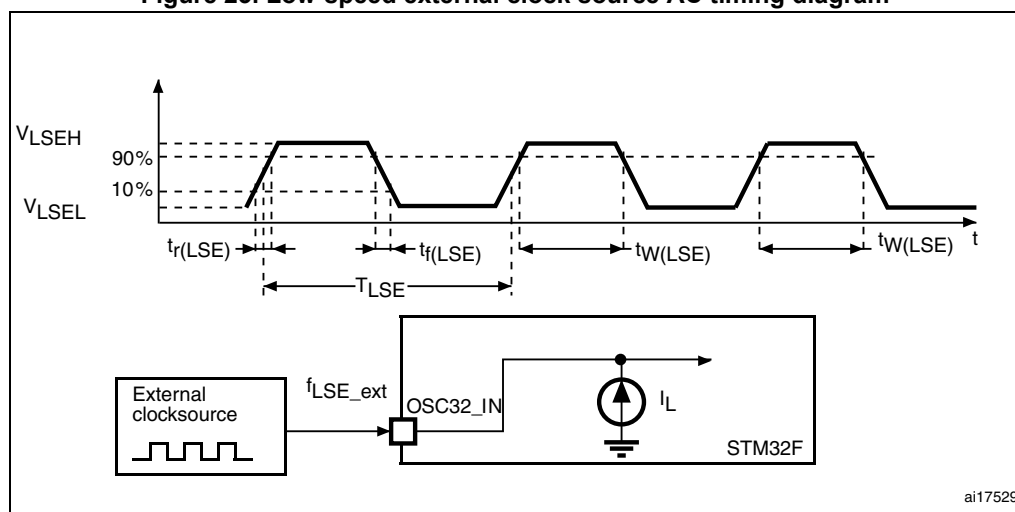 Figure 25. Low-speed external clock source AC timing diagram
VLSEH
90%
10%
VLSEL
tr(LSE)
tf(LSE)
tW(LSE)
tW(LSE)
t
TLSE
External
clocksource
fLSE_ext
OSC32_IN
IL
STM32F
ai17529